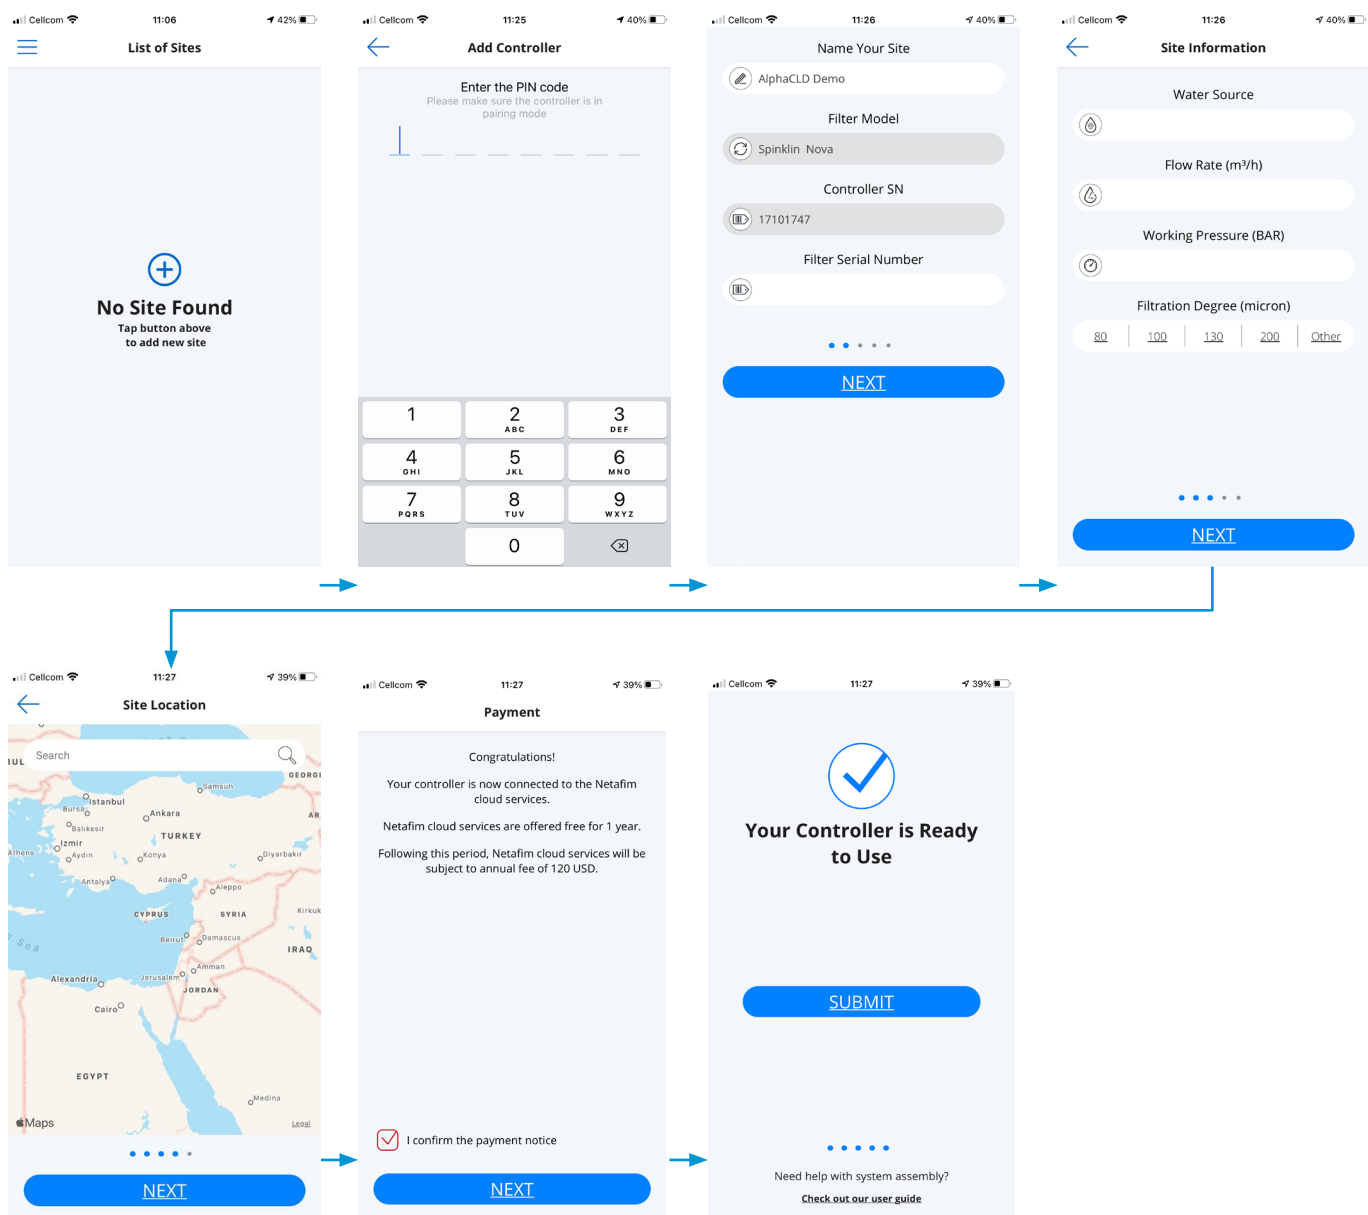 Cellcom 11:06 42%
List of Sites
No Site Found
Tap button above
to add new site
Cellcom 11:25 40%
Add Controller
Enter the PIN code
Please make sure the controller is in
pairing mode
1 2 3
ABC DEF
4 5 6
GHI JKL MNO
7 8 9
PQRS TUV WXYZ
0
Cellcom 11:26 40%
Name Your Site
AlphaCLD Demo
Filter Model
Spinklin Nova
Controller SN
17101747
Filter Serial Number
NEXT
Cellcom 11:26 40%
Site Information
Water Source
Flow Rate (m³/h)
Working Pressure (BAR)
Filtration Degree (micron)
80 100 130 200 Other
NEXT
Cellcom 11:27 39%
Site Location
Search
BUL
GEORGI
Samsun
Istanbul
Bursa
Ankara
AR
Balıkesir
TURKEY
Izmir
Athens
Aydın
Konya
Diyarbakır
Antalya
Adana
Aleppo
CYPRUS
SYRIA
Kirkuk
Sea
Beirut
Damascus
IRAQ
Amman
Alexandria
Jerusalem
JORDAN
Cairo
EGYPT
Medina
Maps
Legal
NEXT
Cellcom 11:27 39%
Payment
Congratulations!
Your controller is now connected to the Netafim
cloud services.
Netafim cloud services are offered free for 1 year.
Following this period, Netafim cloud services will be
subject to annual fee of 120 USD.
I confirm the payment notice
NEXT
Cellcom 11:27 39%
Your Controller is Ready
to Use
SUBMIT
Need help with system assembly?
Check out our user guide